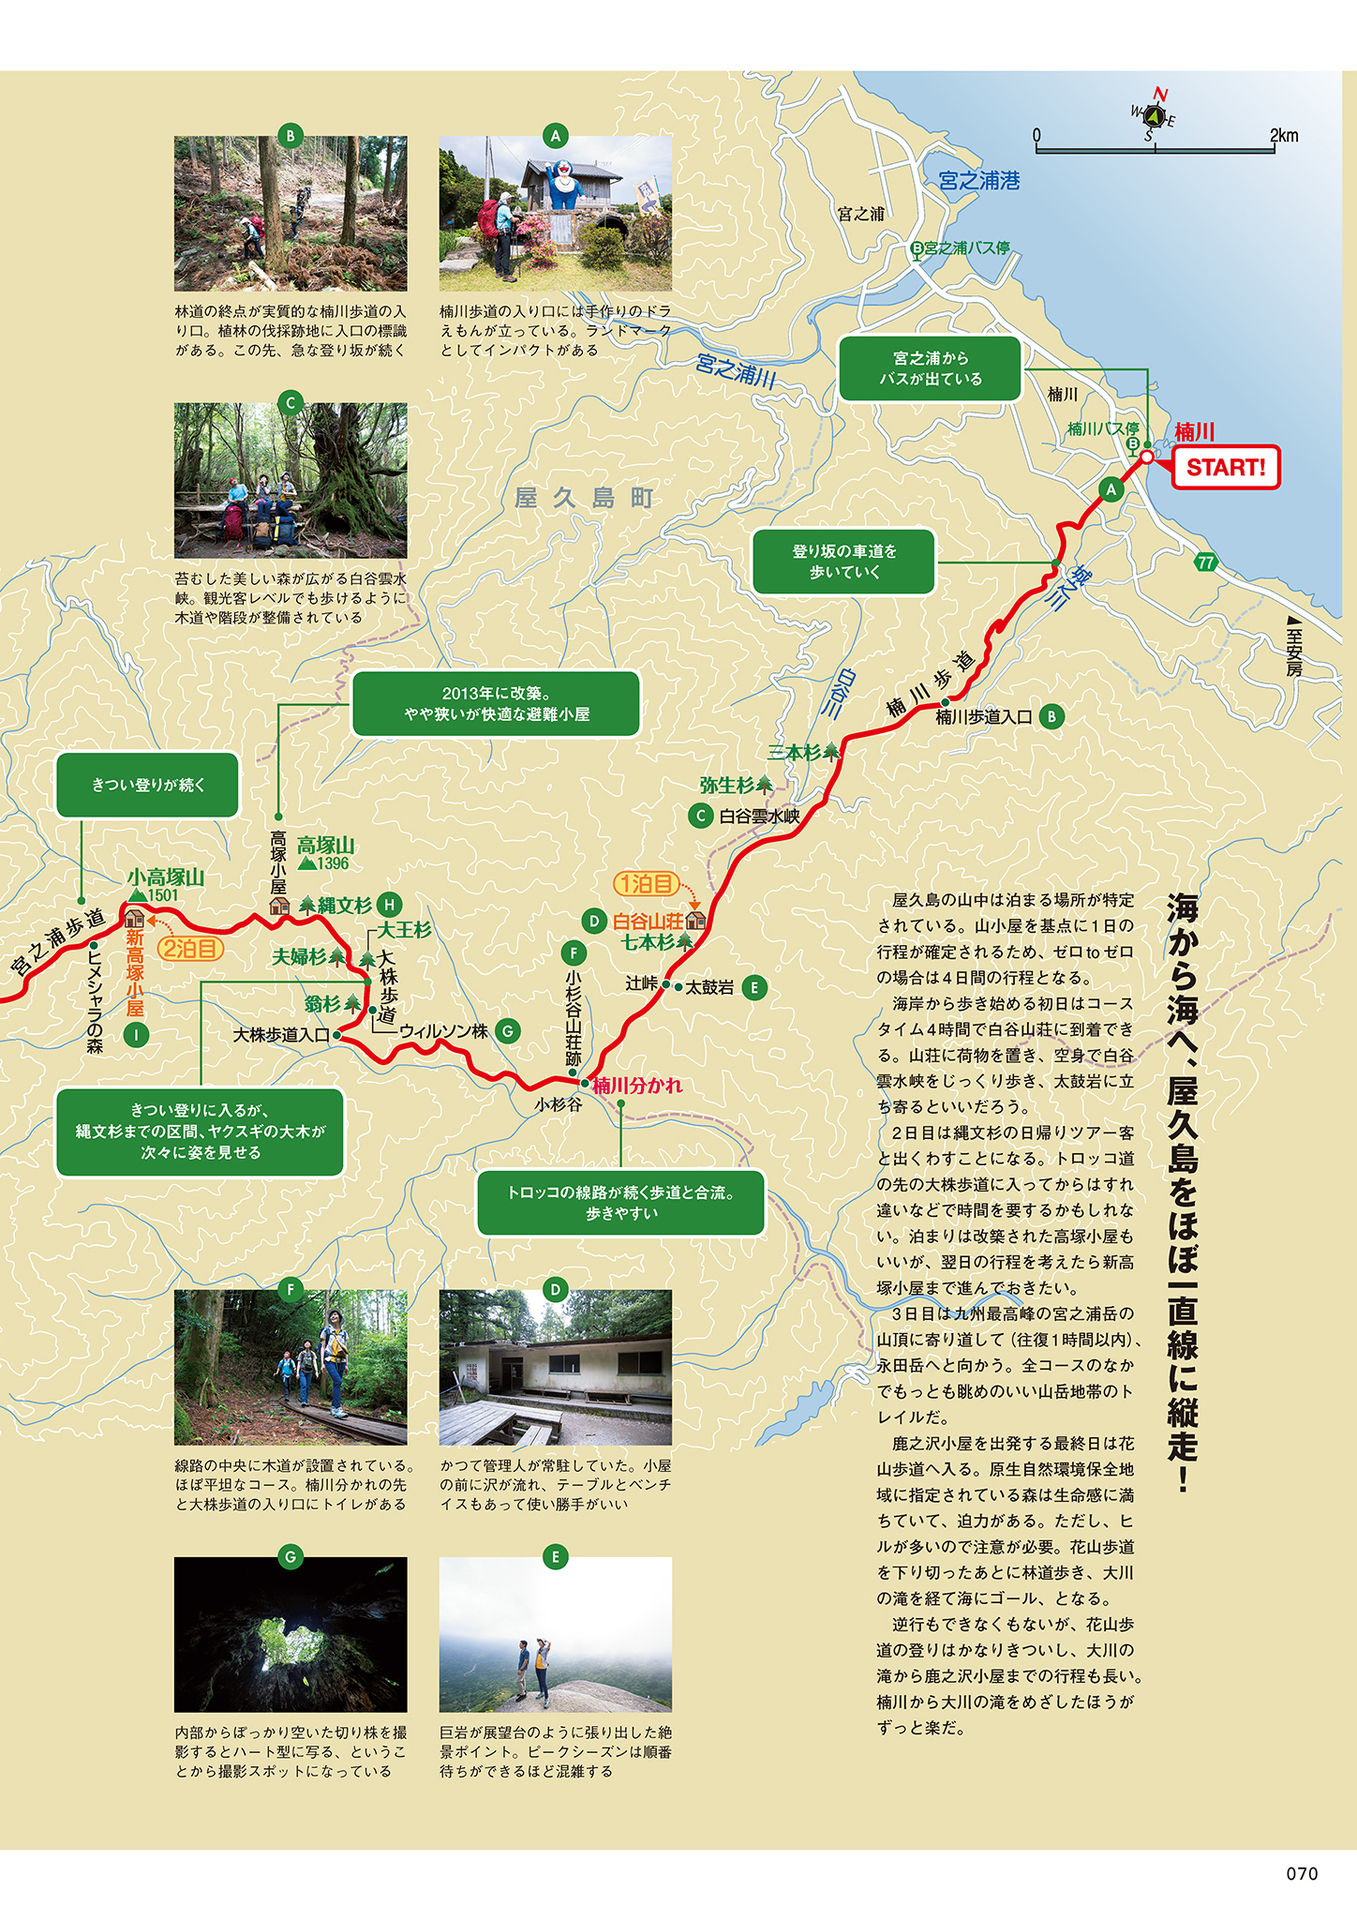 N
W
E
S
0
2km
宮之浦港
宮之浦
B宮之浦バス停
宮之浦から
バスが出ている
宮之浦川
楠川
楠川バス停
B
楠川
START!
A
屋久島町
登り坂の車道を
歩いていく
77
城之川
▲至安房
楠川歩道
白谷川
楠川歩道入口 B
三本杉
弥生杉
C 白谷雲水峡
2013年に改築。
やや狭いが快適な避難小屋
きつい登りが続く
高塚小屋
高塚山
1396
小高塚山
1501
宮之浦歩道
ヒメシャラの森
新高塚小屋
I
2泊目
縄文杉 H
大王杉
夫婦杉
大株歩道
翁杉
大株歩道入口
ウィルソン株 G
1泊目
D 白谷山荘
七本杉
辻峠
太鼓岩 E
F
小杉谷山荘跡
楠川分かれ
小杉谷
きつい登りに入るが、
縄文杉までの区間、ヤクスギの大木が
次々に姿を見せる
トロッコの線路が続く歩道と合流。
歩きやすい
B
林道の終点が実質的な楠川歩道の入
り口。植林の伐採跡地に入口の標識
がある。この先、急な登り坂が続く
A
楠川歩道の入り口には手作りのドラ
えもんが立っている。ランドマーク
としてインパクトがある
C
苔むした美しい森が広がる白谷雲水
峡。観光客レベルでも歩けるように
木道や階段が整備されている
F
線路の中央に木道が設置されている。
ほぼ平坦なコース。楠川分かれの先
と大株歩道の入り口にトイレがある
D
かつて管理人が常駐していた。小屋
の前に沢が流れ、テーブルとベンチ
イスもあって使い勝手がいい
G
内部からぽっかり空いた切り株を撮
影するとハート型に写る、というこ
とから撮影スポットになっている
E
巨岩が展望台のように張り出した絶
景ポイント。ピークシーズンは順番
待ちができるほど混雑する
海から海へ、屋久島をほぼ一直線に縦走！
屋久島の山中は泊まる場所が特定
されている。山小屋を基点に1日の
行程が確定されるため、ゼロtoゼロ
の場合は4日間の行程となる。
海岸から歩き始める初日はコース
タイム4時間で白谷山荘に到着でき
る。山荘に荷物を置き、空身で白谷
雲水峡をじっくり歩き、太鼓岩に立
ち寄るといいだろう。
2日目は縄文杉の日帰りツアー客
と出くわすことになる。トロッコ道
の先の大株歩道に入ってからはすれ
違いなどで時間を要するかもしれな
い。泊まりは改築された高塚小屋も
いいが、翌日の行程を考えたら新高
塚小屋まで進んでおきたい。
3日目は九州最高峰の宮之浦岳の
山頂に寄り道して（往復1時間以内）、
永田岳へと向かう。全コースのなか
でもっとも眺めのいい山岳地帯のト
レイルだ。
鹿之沢小屋を出発する最終日は花
山歩道へ入る。原生自然環境保全地
域に指定されている森は生命感に満
ちていて、迫力がある。ただし、ヒ
ルが多いので注意が必要。花山歩道
を下り切ったあとに林道歩き、大川
の滝を経て海にゴール、となる。
逆行もできなくもないが、花山歩
道の登りはかなりきついし、大川の
滝から鹿之沢小屋までの行程も長い。
楠川から大川の滝をめざしたほうが
ずっと楽だ。
070